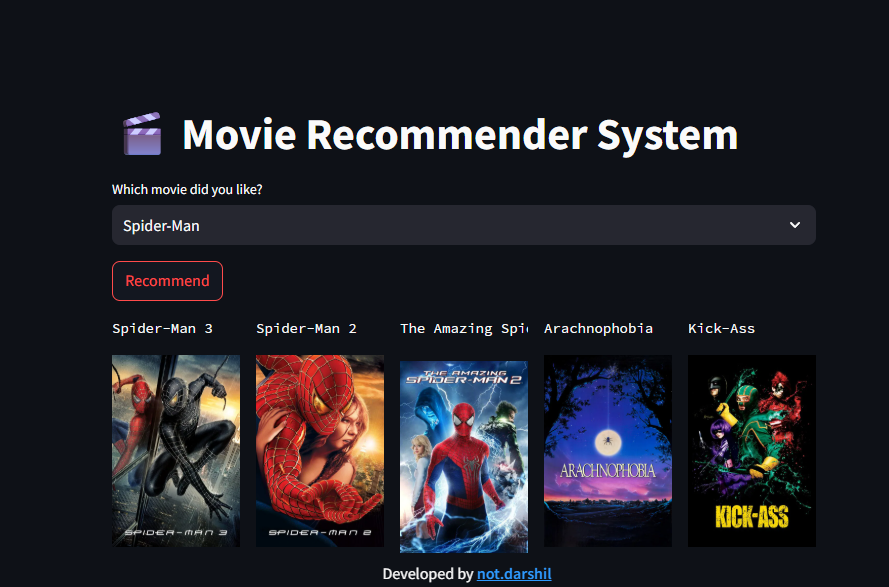 Movie Recommender System
Which movie did you like?
Spider-Man
Recommend
Spider-Man 3
Spider-Man 2
The Amazing Spi
Arachnophobia
Kick-Ass
SPIDER-MAN 3
SPIDER-MAN 2
THE AMAZING
SPIDER-MAN 2
ARACHNOPHOBIA
KICK-ASS
Developed by not.darshil